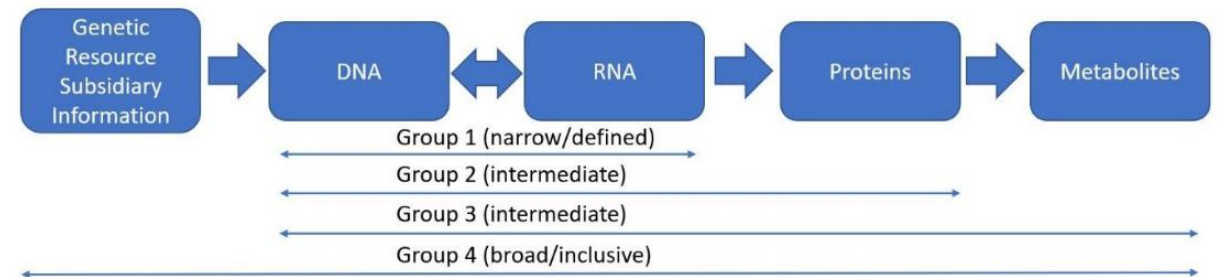 Genetic
Resource
Subsidiary
Information
DNA
RNA
Proteins
Metabolites
Group 1 (narrow/defined)
Group 2 (intermediate)
Group 3 (intermediate)
Group 4 (broad/inclusive)